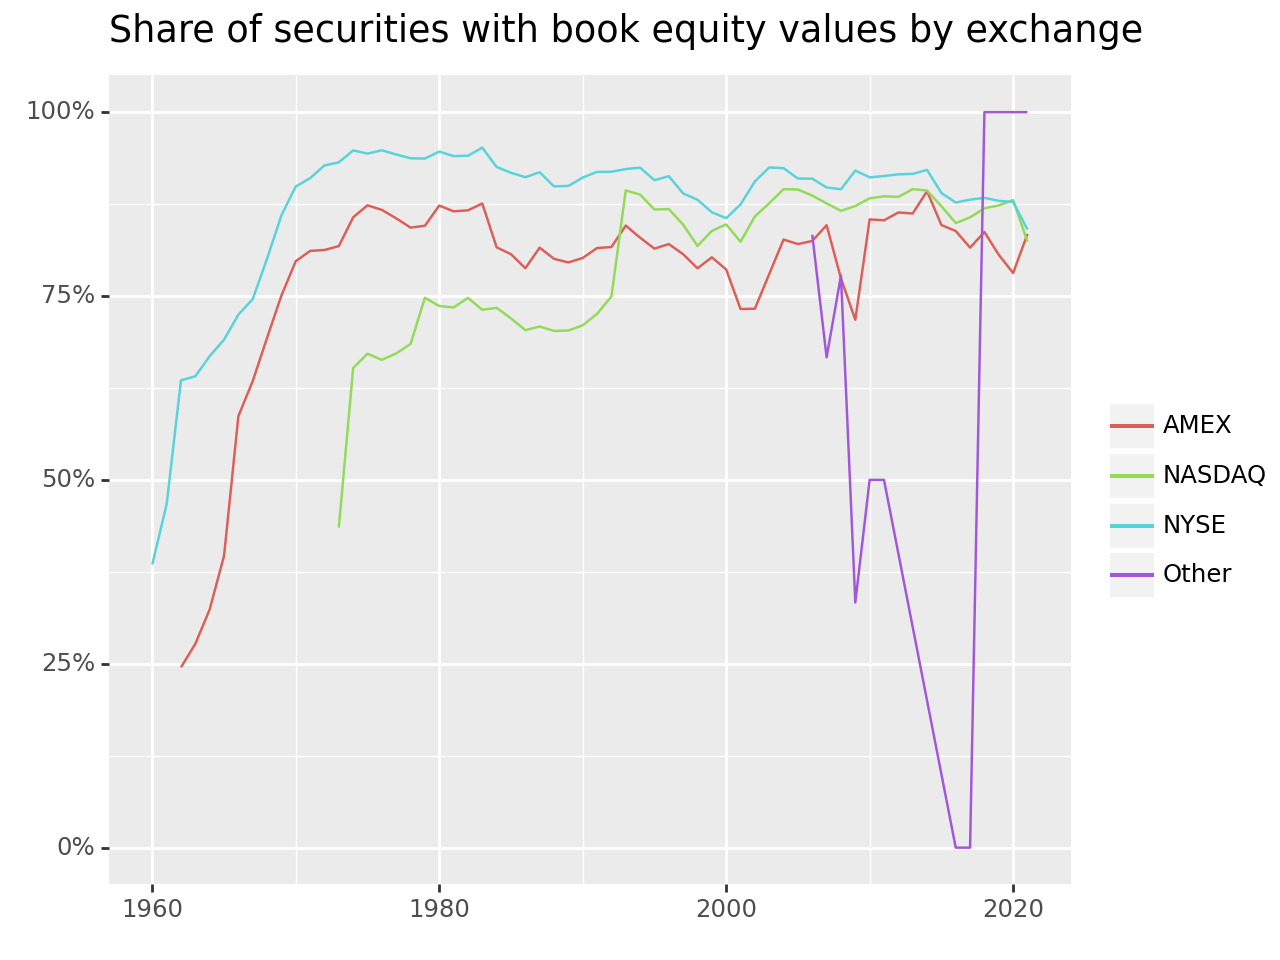 Share of securities with book equity values by exchange
100%
75%
50%
25%
0%
1960 1980 2000 2020
AMEX
NASDAQ
NYSE
Other